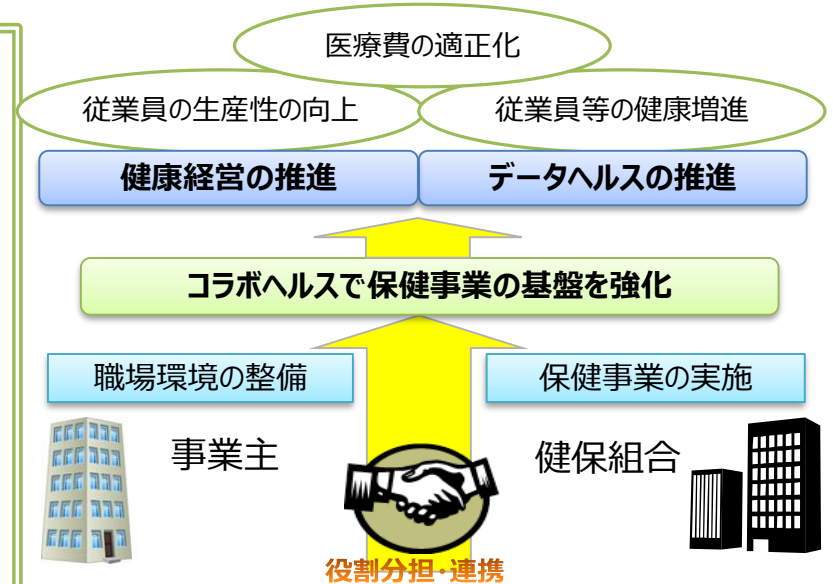 医療費の適正化
従業員の生産性の向上
従業員等の健康増進
健康経営の推進
データヘルスの推進
コラボヘルスで保健事業の基盤を強化
職場環境の整備
保健事業の実施
事業主
健保組合
役割分担･連携